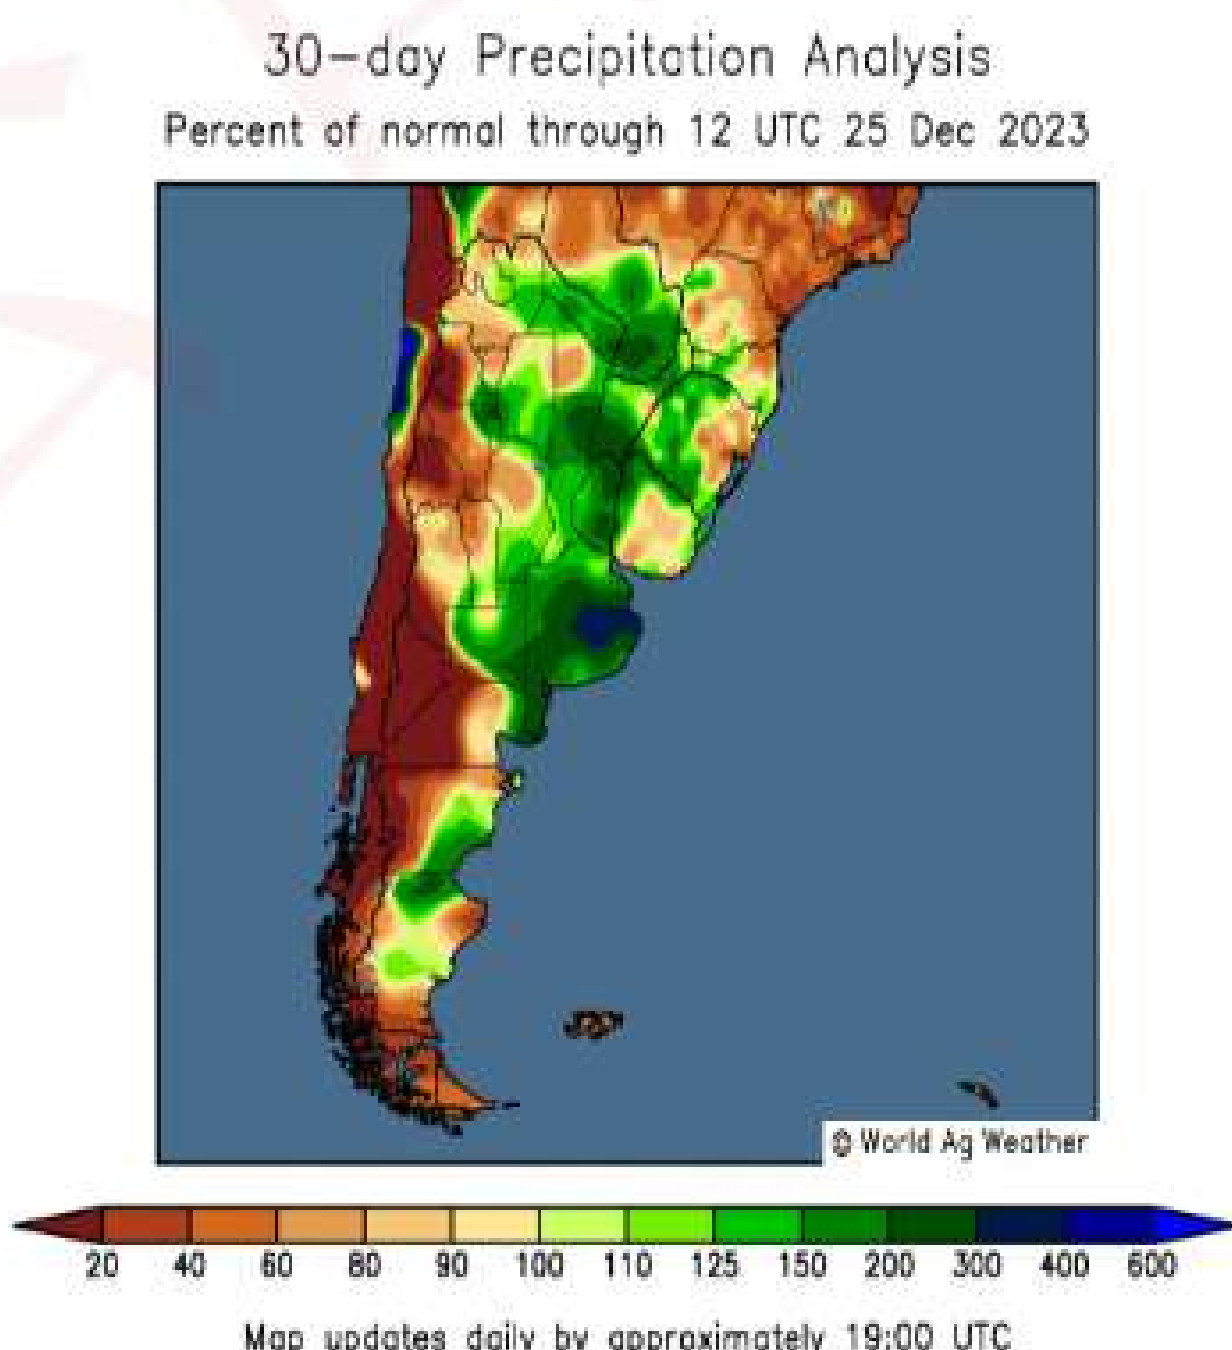 30-day Precipitation Analysis
Percent of normal through 12 UTC 25 Dec 2023
© World Ag Weather
20 40 60 80 90 100 110 125 150 200 300 400 600
Map updates daily by approximately 19:00 UTC